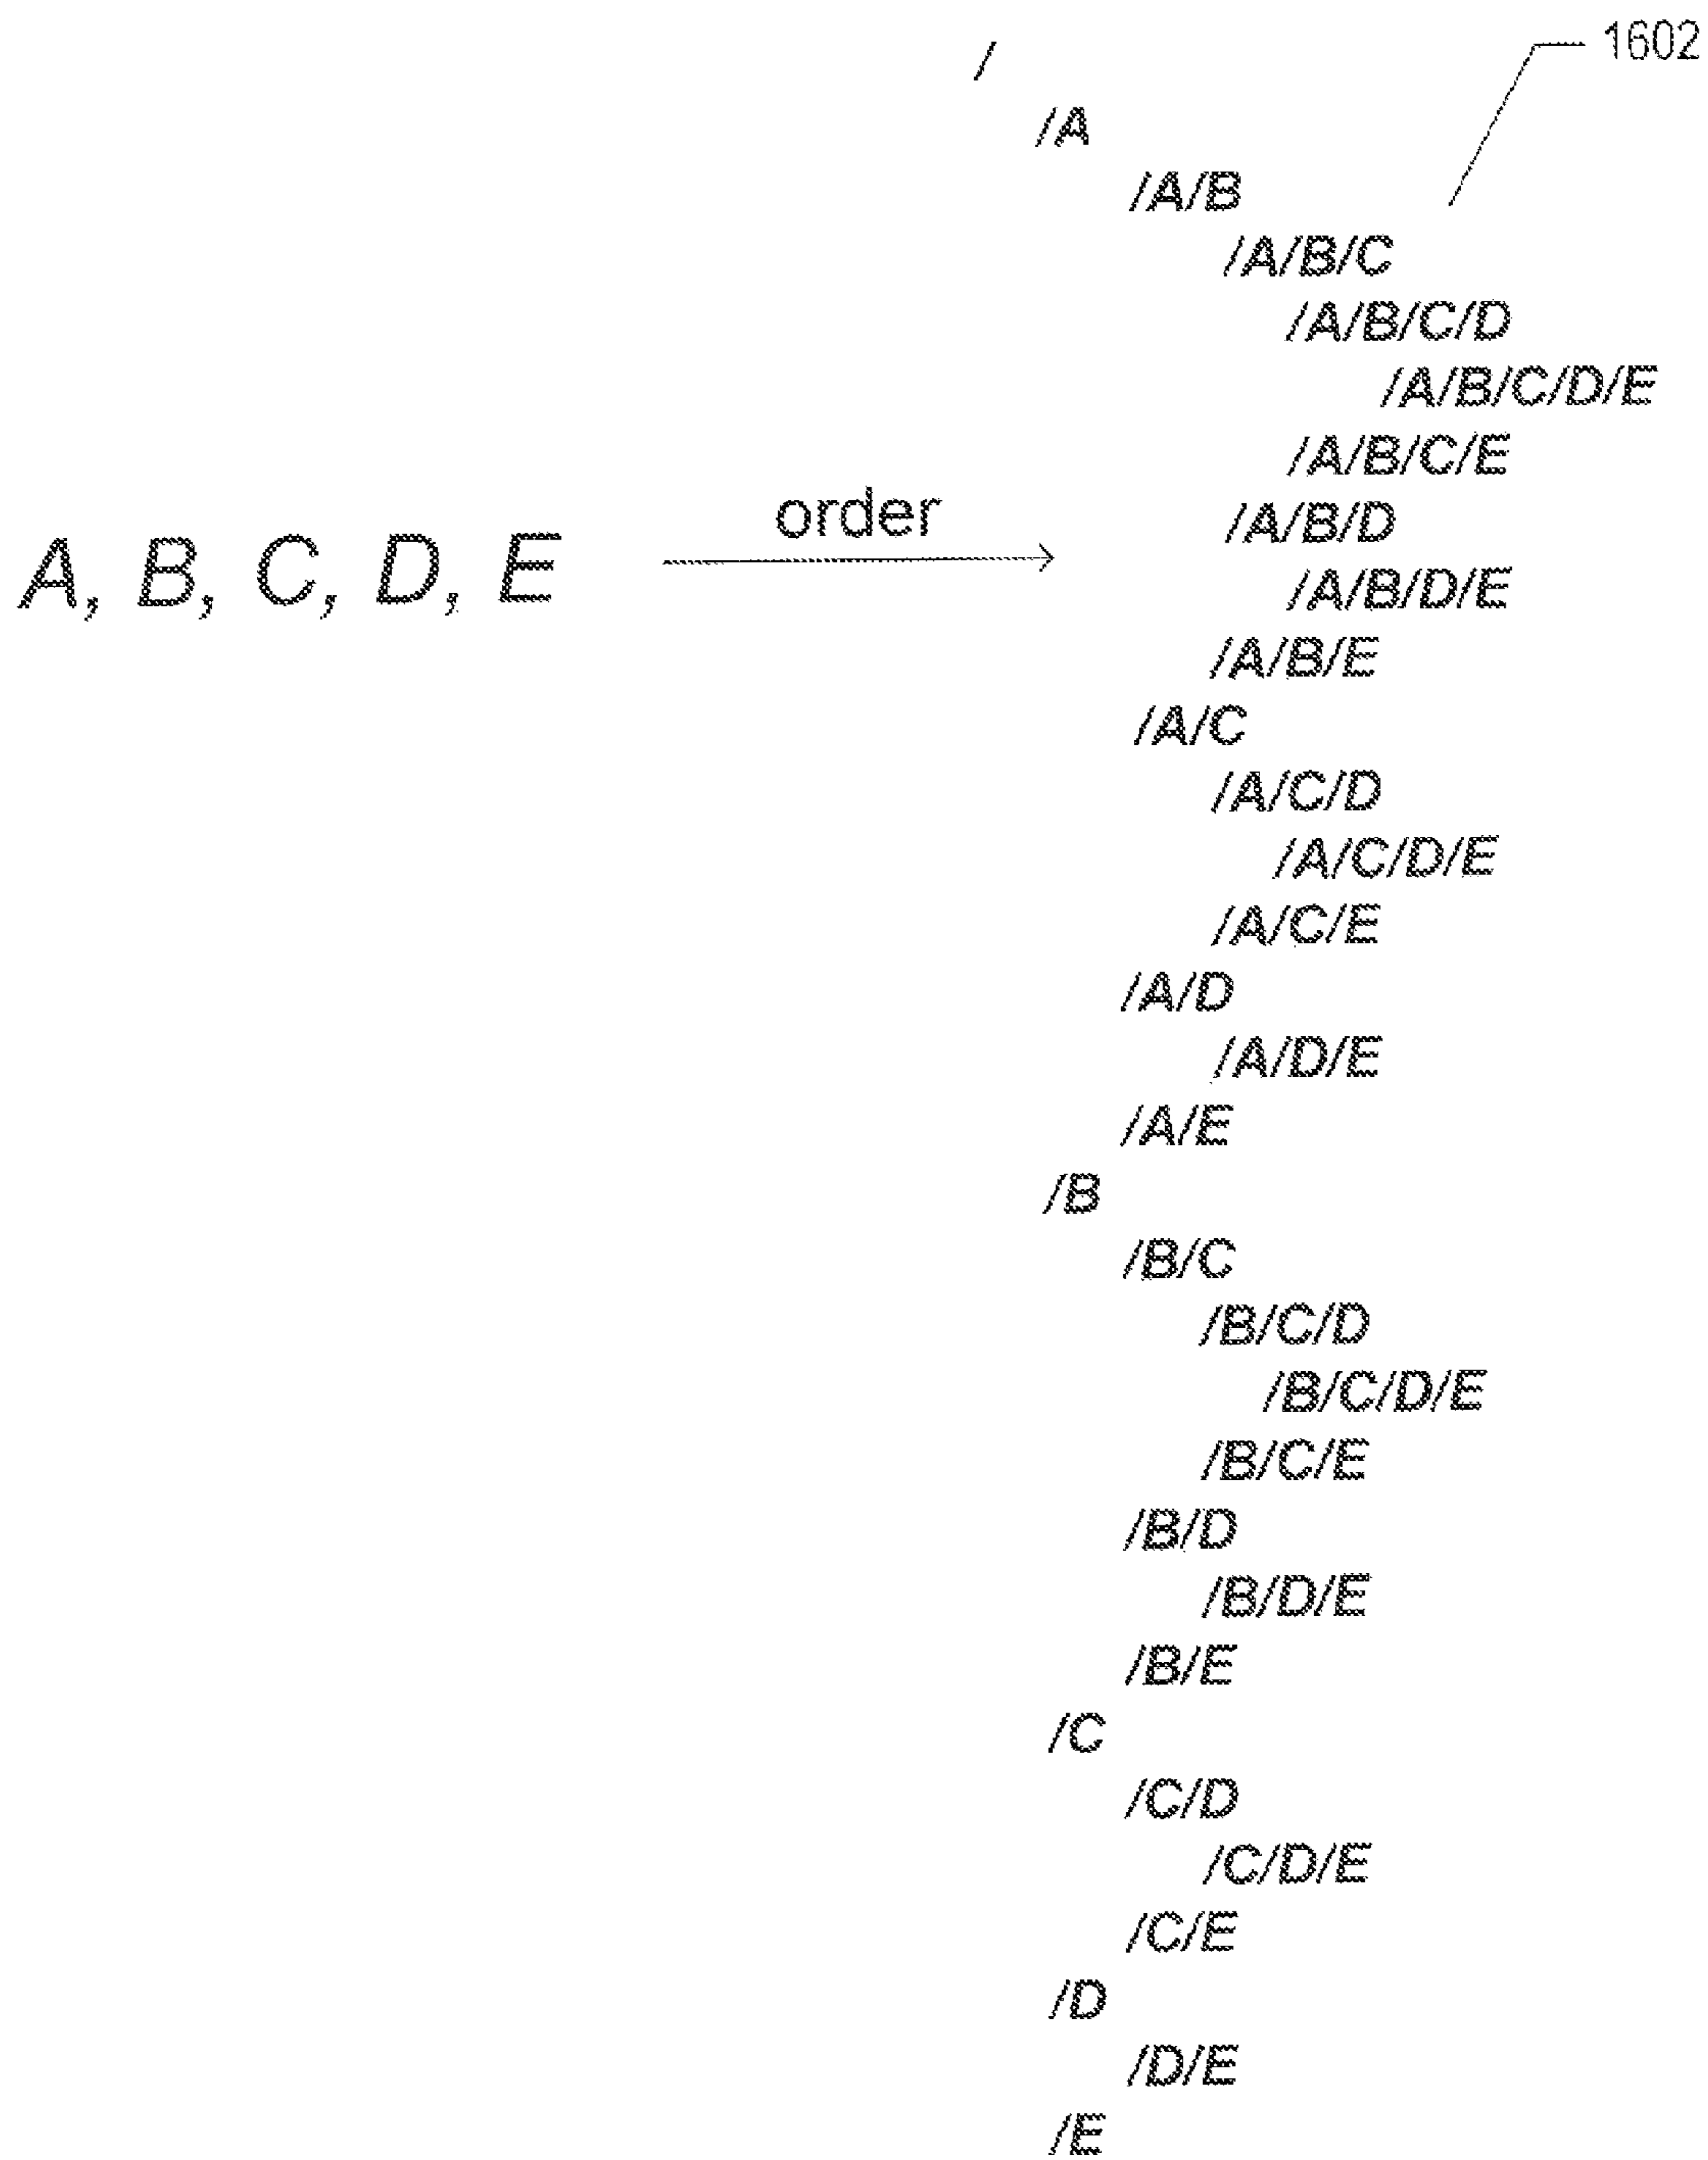 1602
/
/A
/A/B
/A/B/C
/A/B/C/D
/A/B/C/D/E
/A/B/C/E
order
/A/B/D
A, B, C, D, E
/A/B/D/E
/A/B/E
/A/C
/A/C/D
/A/C/D/E
/A/C/E
/A/D
/A/D/E
/A/E
/B
/B/C
/B/C/D
/B/C/D/E
/B/C/E
/B/D
/B/D/E
/B/E
/C
/C/D
/C/D/E
/C/E
/D
/D/E
/E